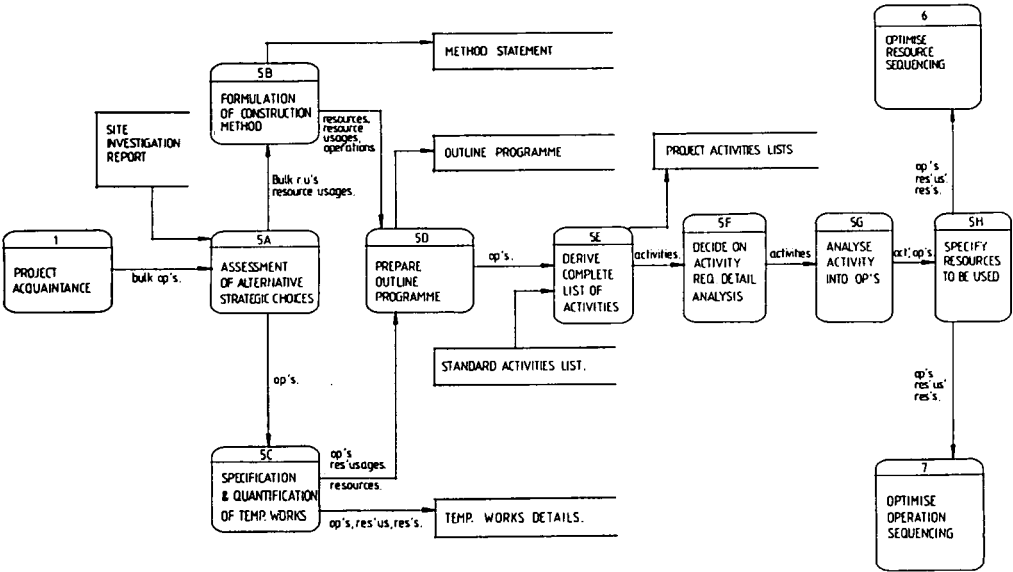 6
OPTIMISE
RESOURCE
SEQUENCING
METHOD STATEMENT
5B
FORMULATION
OF CONSTRUCTION
METHOD
resources,
resource
usages,
operations
SITE
INVESTIGATION
REPORT
OUTLINE PROGRAMME
PROJECT ACTIVITIES LISTS
Bulk r.u's
resource usages.
op's
res'us'
res's.
1
PROJECT
ACQUAINTANCE
bulk op's.
5A
ASSESSMENT
OF ALTERNATIVE
STRATEGIC CHOICES
5D
PREPARE
OUTLINE
PROGRAMME
op's.
5E
DERIVE
COMPLETE
LIST OF
ACTIVITIES
activities.
5F
DECIDE ON
ACTIVITY
REQ. DETAIL
ANALYSIS
activities
5G
ANALYSE
ACTIVITY
INTO OP'S
act', op's.
5H
SPECIFY
RESOURCES
TO BE USED
STANDARD ACTIVITIES LIST.
op's.
op's
res'us'
res's.
5C
SPECIFICATION
& QUANTIFICATION
OF TEMP. WORKS
op's
res'usages.
resources.
op's, res'us, res's.
TEMP. WORKS DETAILS.
7
OPTIMISE
OPERATION
SEQUENCING